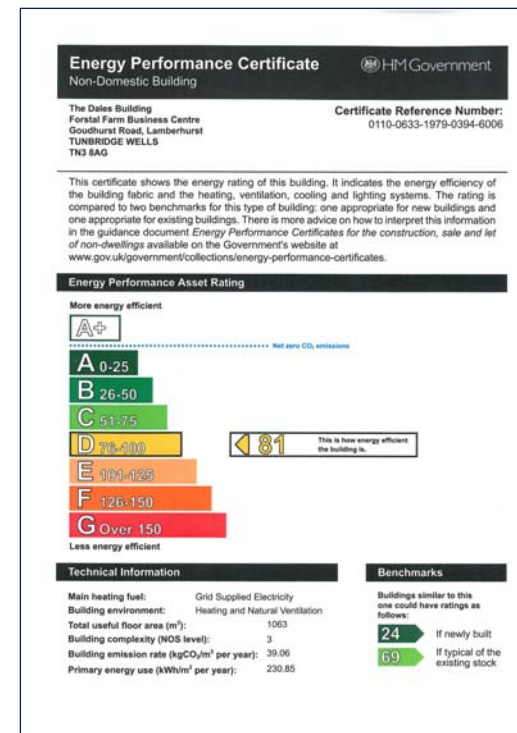 Energy Performance Certificate
HM Government
Non-Domestic Building
The Dales Building
Forstal Farm Business Centre
Goudhurst Road, Lamberhurst
TUNBRIDGE WELLS
TN3 8AG
Certificate Reference Number:
0110-0633-1979-0394-6006
This certificate shows the energy rating of this building. It indicates the energy efficiency of
the building fabric and the heating, ventilation, cooling and lighting systems. The rating is
compared to two benchmarks for this type of building: one appropriate for new buildings and
one appropriate for existing buildings. There is more advice on how to interpret this information
in the guidance document Energy Performance Certificates for the construction, sale and let
of non-dwellings available on the Government's website at
www.gov.uk/government/collections/energy-performance-certificates.
Energy Performance Asset Rating
More energy efficient
A+
Net zero CO₂ emissions
A 0-25
B 26-50
C 51-75
D 76-100
81
This is how energy efficient
the building is.
E 101-125
F 126-150
G Over 150
Less energy efficient
Technical Information
Main heating fuel: Grid Supplied Electricity
Building environment: Heating and Natural Ventilation
Total useful floor area (m²): 1063
Building complexity (NOS level): 3
Building emission rate (kgCO₂/m² per year): 39.06
Primary energy use (kWh/m² per year): 230.85
Benchmarks
Buildings similar to this
one could have ratings as
follows:
24 If newly built
69 If typical of the
existing stock